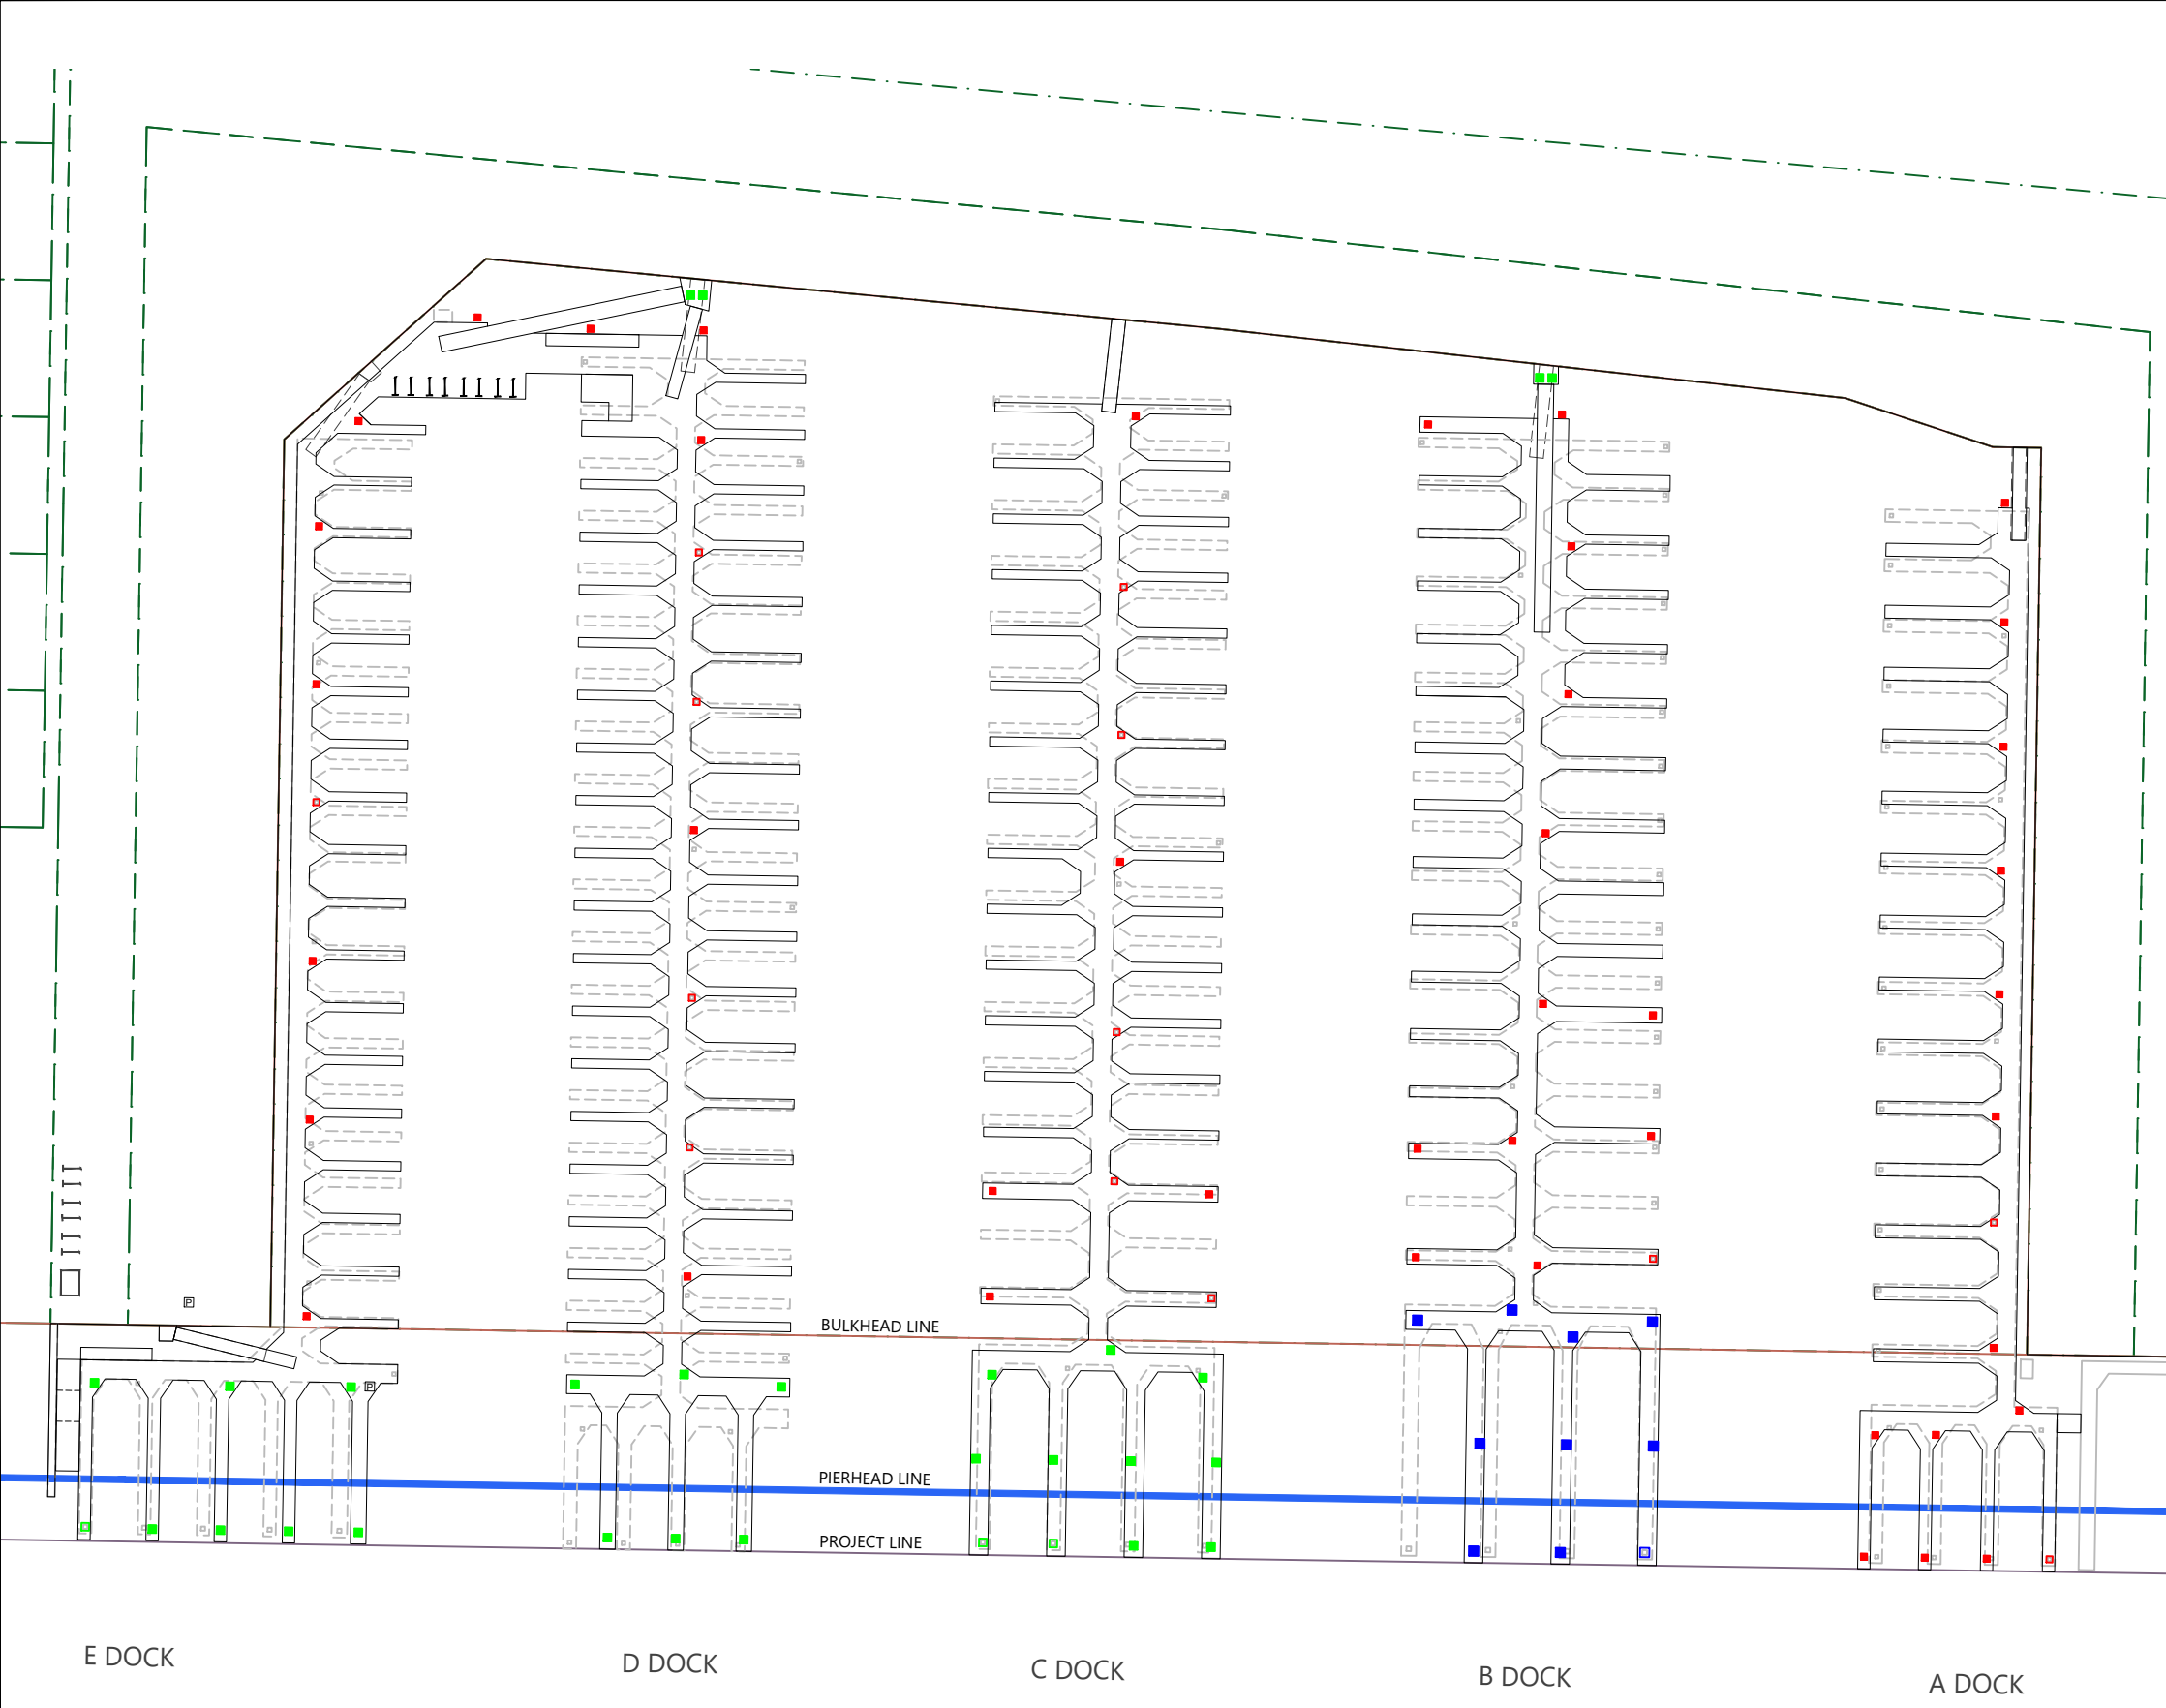 P
BULKHEAD LINE
P
PIERHEAD LINE
PROJECT LINE
E DOCK
D DOCK
C DOCK
B DOCK
A DOCK